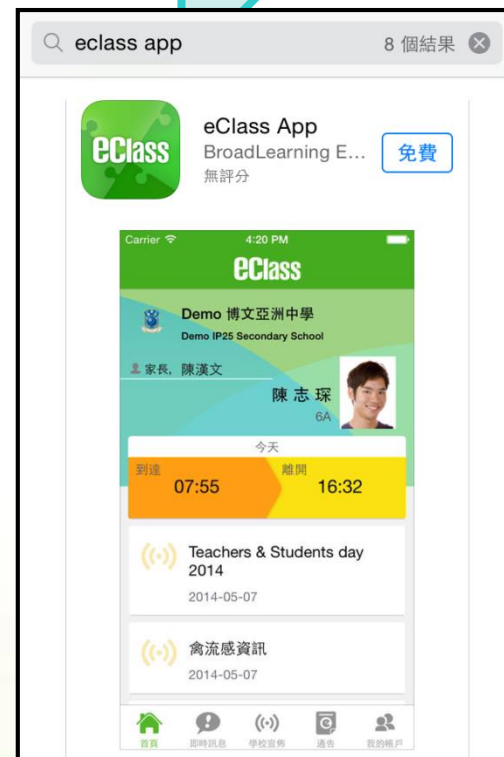 eclass app 8 個結果
eClass
eClass App
BroadLearning E...
無評分
免費
Carrier 4:20 PM
eClass
Demo 博文亞洲中學
Demo IP25 Secondary School
家長, 陳漢文
陳志琛
6A
今天
到達 離開
07:55 16:32
Teachers & Students day
2014
2014-05-07
禽流感資訊
2014-05-07
首頁 即時訊息 學校宣佈 通告 我的帳戶